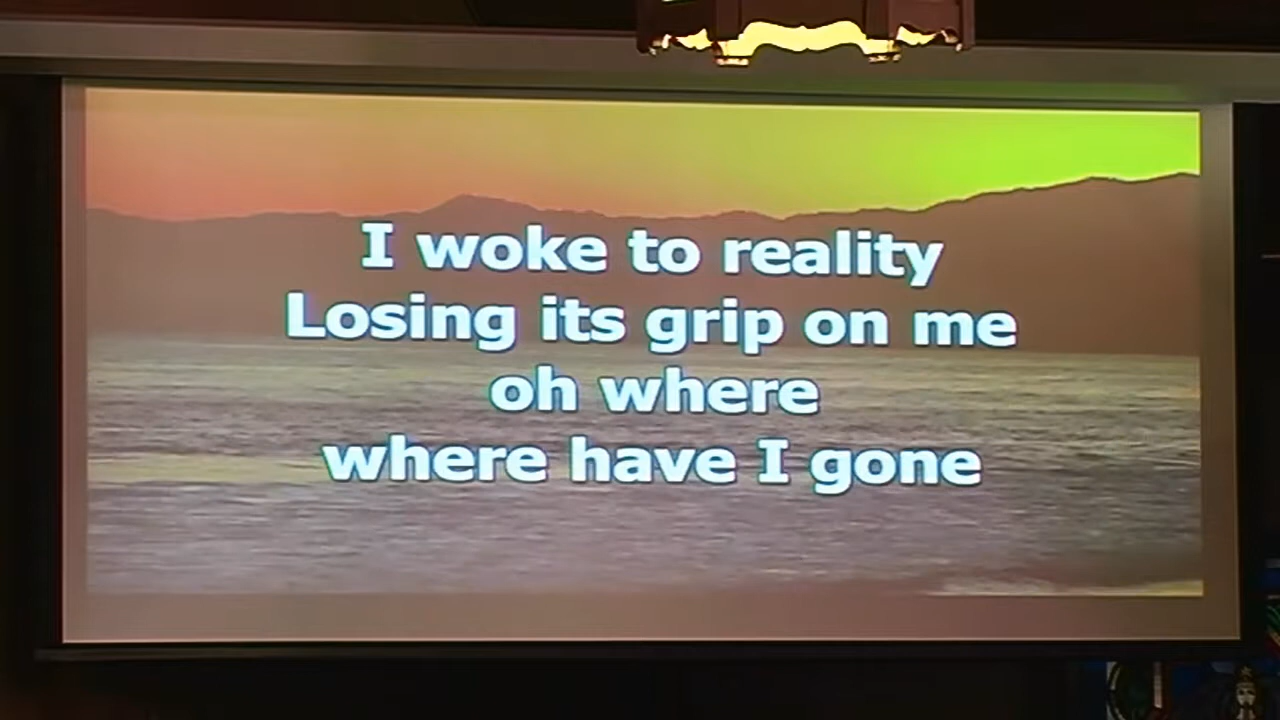 I woke to reality
Losing its grip on me
oh where
where have I gone